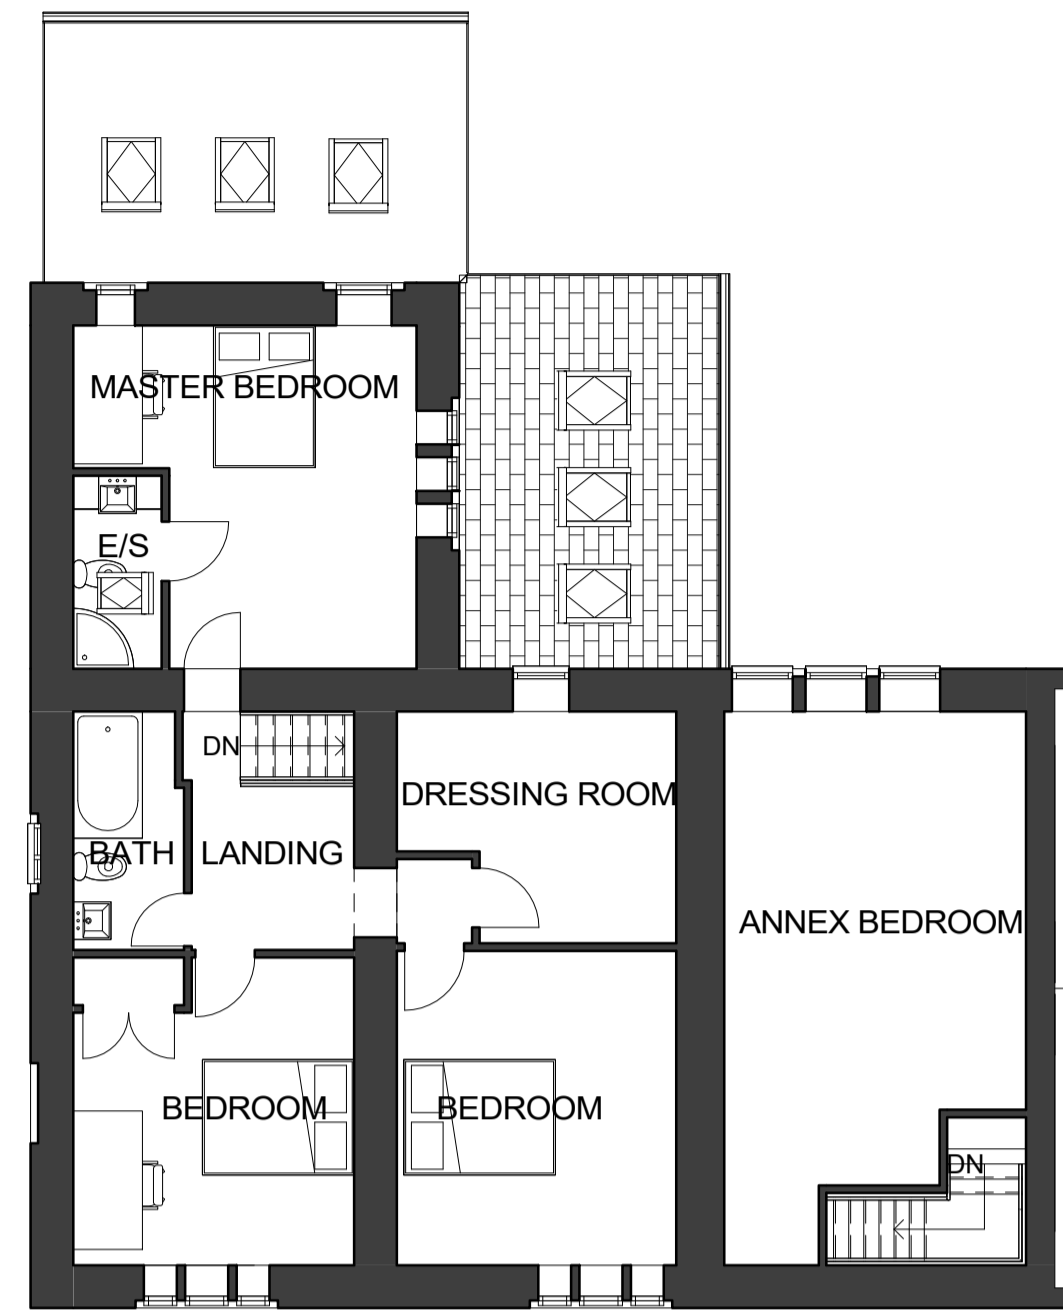 MASTER BEDROOM
E/S
DN
DRESSING ROOM
BATH
LANDING
ANNEX BEDROOM
BEDROOM
BEDROOM
DN